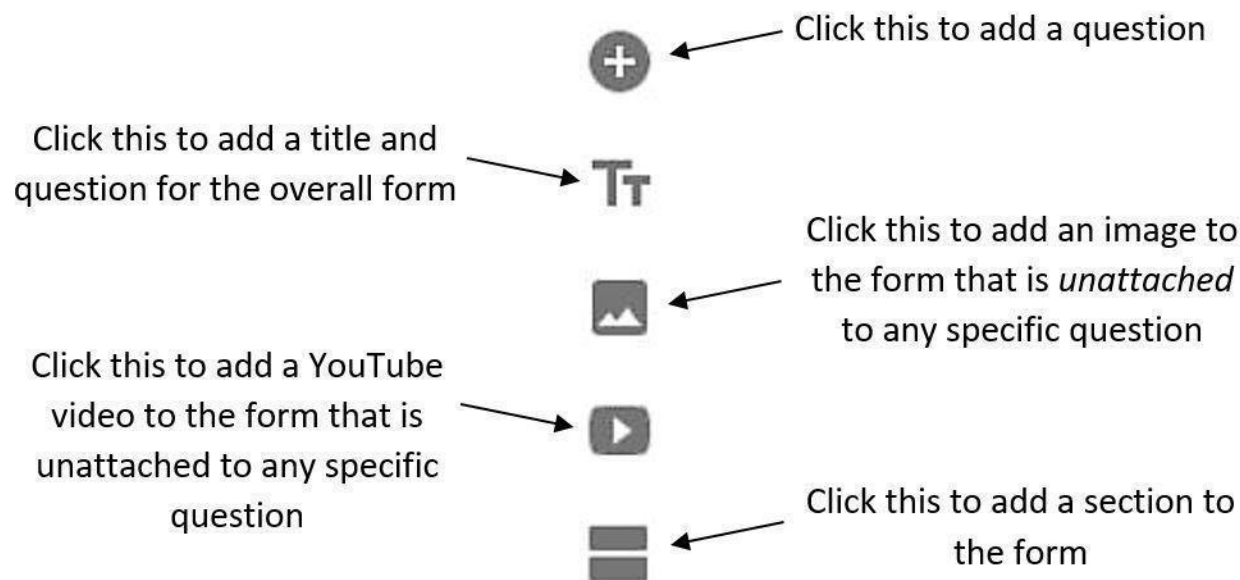 Click this to add a question
Click this to add a title and
question for the overall form
Tт
Click this to add an image to
the form that is unattached
to any specific question
Click this to add a YouTube
video to the form that is
unattached to any specific
question
Click this to add a section to
the form